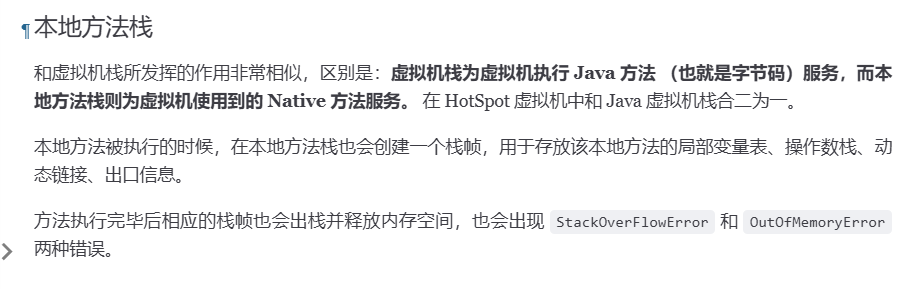 ¶本地方法栈
和虚拟机栈所发挥的作用非常相似，区别是：虚拟机栈为虚拟机执行 Java 方法 （也就是字节码）服务，而本
地方法栈则为虚拟机使用到的 Native 方法服务。 在 HotSpot 虚拟机中和 Java 虚拟机栈合二为一。
本地方法被执行的时候，在本地方法栈也会创建一个栈帧，用于存放该本地方法的局部变量表、操作数栈、动
态链接、出口信息。
方法执行完毕后相应的栈帧也会出栈并释放内存空间，也会出现 StackOverFlowError 和 OutOfMemoryError
两种错误。